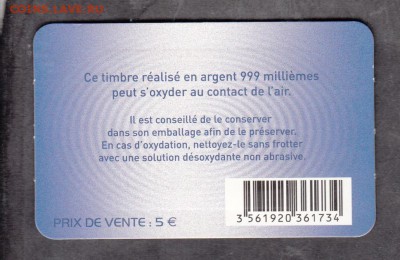 Ce timbre réalisé en argent 999 millièmes
peut s'oxyder au contact de l'air.
Il est conseillé de le conserver
dans son emballage afin de le préserver.
En cas d'oxydation, nettoyez-le sans frotter
avec une solution désoxydante non abrasive.
PRIX DE VENTE : 5 €
3 561920 361734